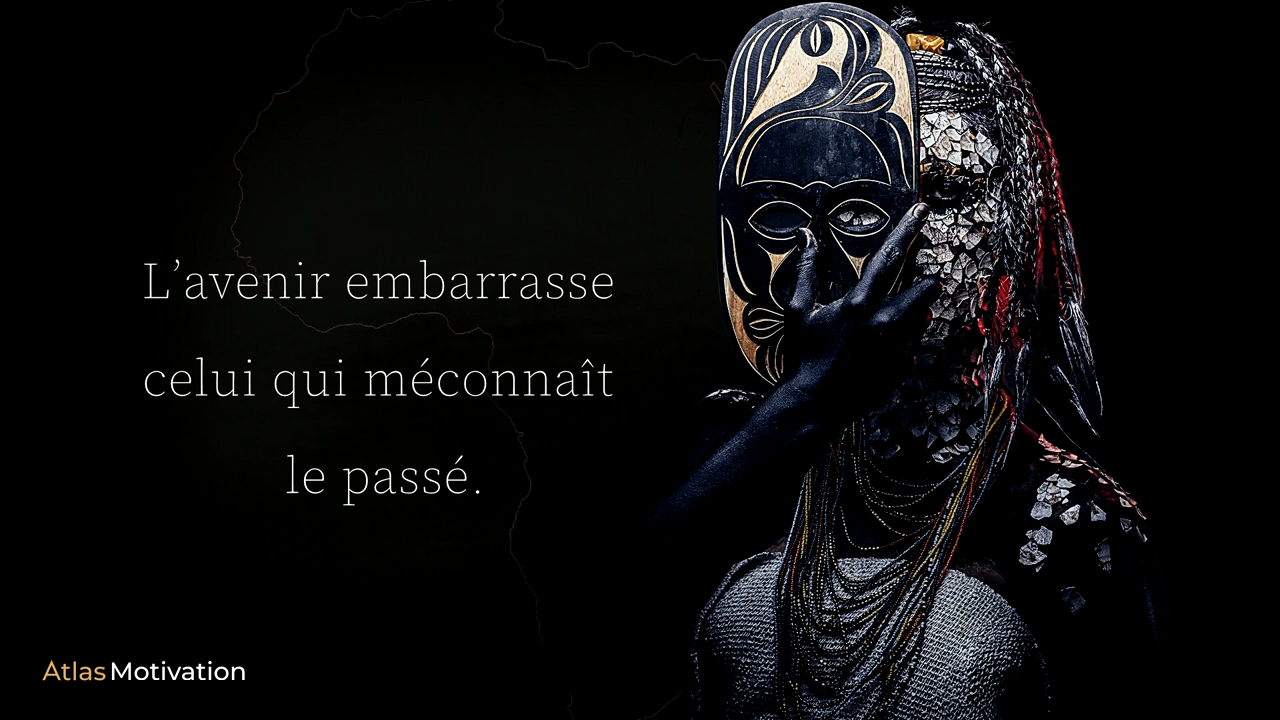 L’avenir embarrasse
celui qui méconnaît
le passé.
Atlas Motivation